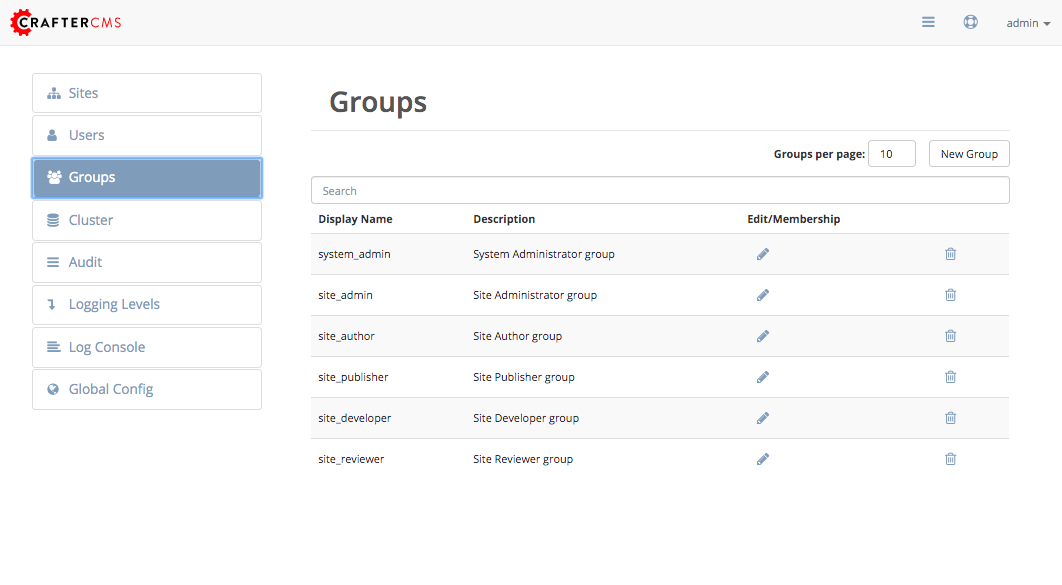 CRAFTERCMS
admin
Sites
Users
Groups
Cluster
Audit
Logging Levels
Log Console
Global Config
Groups
Groups per page: 10 New Group
Search
Display Name Description Edit/Membership
system_admin System Administrator group
site_admin Site Administrator group
site_author Site Author group
site_publisher Site Publisher group
site_developer Site Developer group
site_reviewer Site Reviewer group